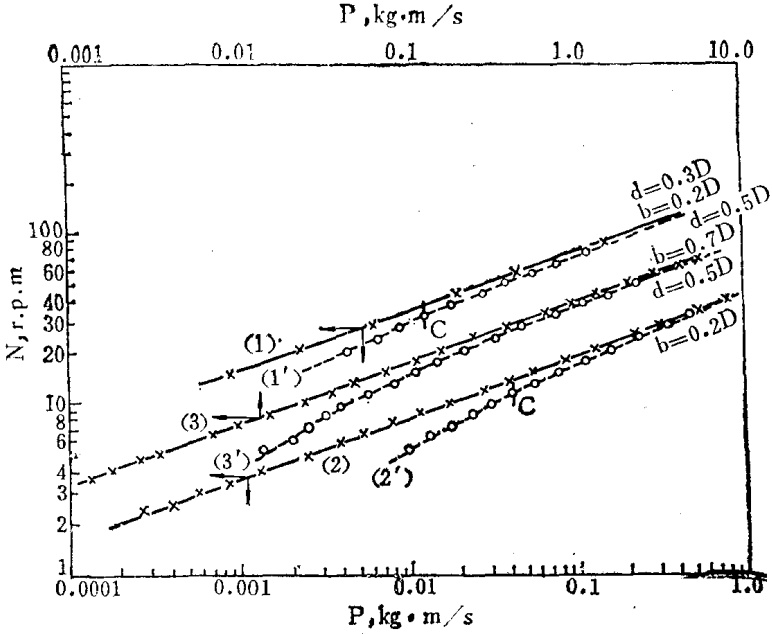 P ,kg·m/s
0.001 0.01 0.1 1.0 10.0
d=0.3D
b=0.2D
d=0.5D
b=0.7D
d=0.5D
b=0.2D
100
80
60
40
30
20
10
8
6
4
3
2
1
N, r.p.m
(1)
(1')
C
(3)
(3')
(2)
(2')
C
0.0001 0.001 0.01 0.1 1.0
P ,kg·m/s